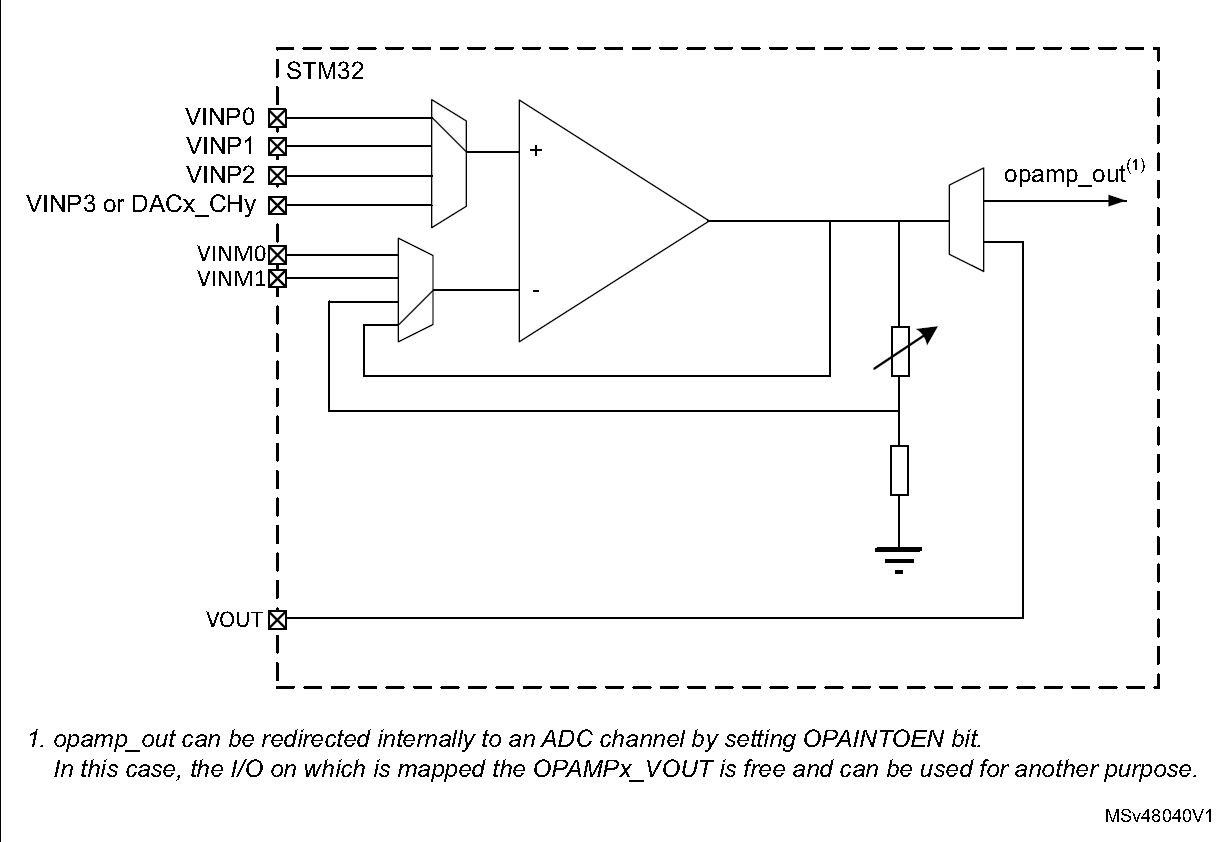 STM32
VINP0
VINP1
VINP2
VINP3 or DACx_CHy
VINM0
VINM1
+
-
opamp_out(1)
VOUT
1. opamp_out can be redirected internally to an ADC channel by setting OPAINTOEN bit.
In this case, the I/O on which is mapped the OPAMPx_VOUT is free and can be used for another purpose.
MSv48040V1